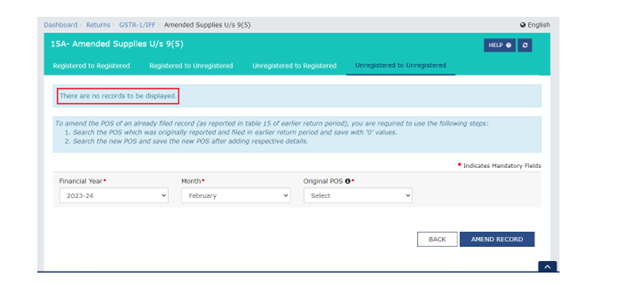 Dashboard › Returns › GSTR-1/IFF › Amended Supplies U/s 9(5)
English
15A- Amended Supplies U/s 9(5)
HELP
Registered to Registered Registered to Unregistered Unregistered to Registered Unregistered to Unregistered
There are no records to be displayed.
To amend the POS of an already filed record (as reported in table 15 of earlier return period), you are required to use the following steps:
1. Search the POS which was originally reported and filed in earlier return period and save with '0' values.
2. Search the new POS and save the new POS after adding respective details.
• Indicates Mandatory Fields
Financial Year• Month• Original POS •
2023-24 February Select
BACK AMEND RECORD